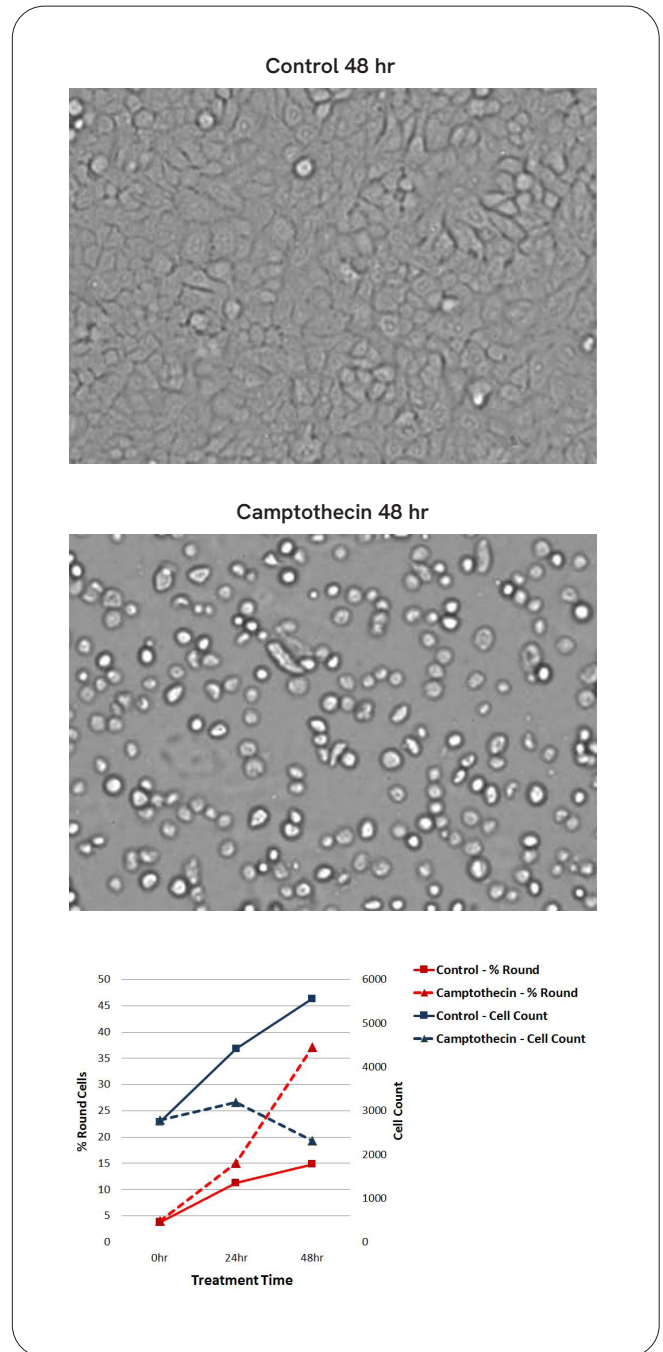 Control 48 hr
Camptothecin 48 hr
Control - % Round
Camptothecin - % Round
Control - Cell Count
Camptothecin - Cell Count
% Round Cells
50
45
40
35
30
25
20
15
10
5
0
6000
5000
4000
3000
2000
1000
0
Cell Count
0hr 24hr 48hr
Treatment Time